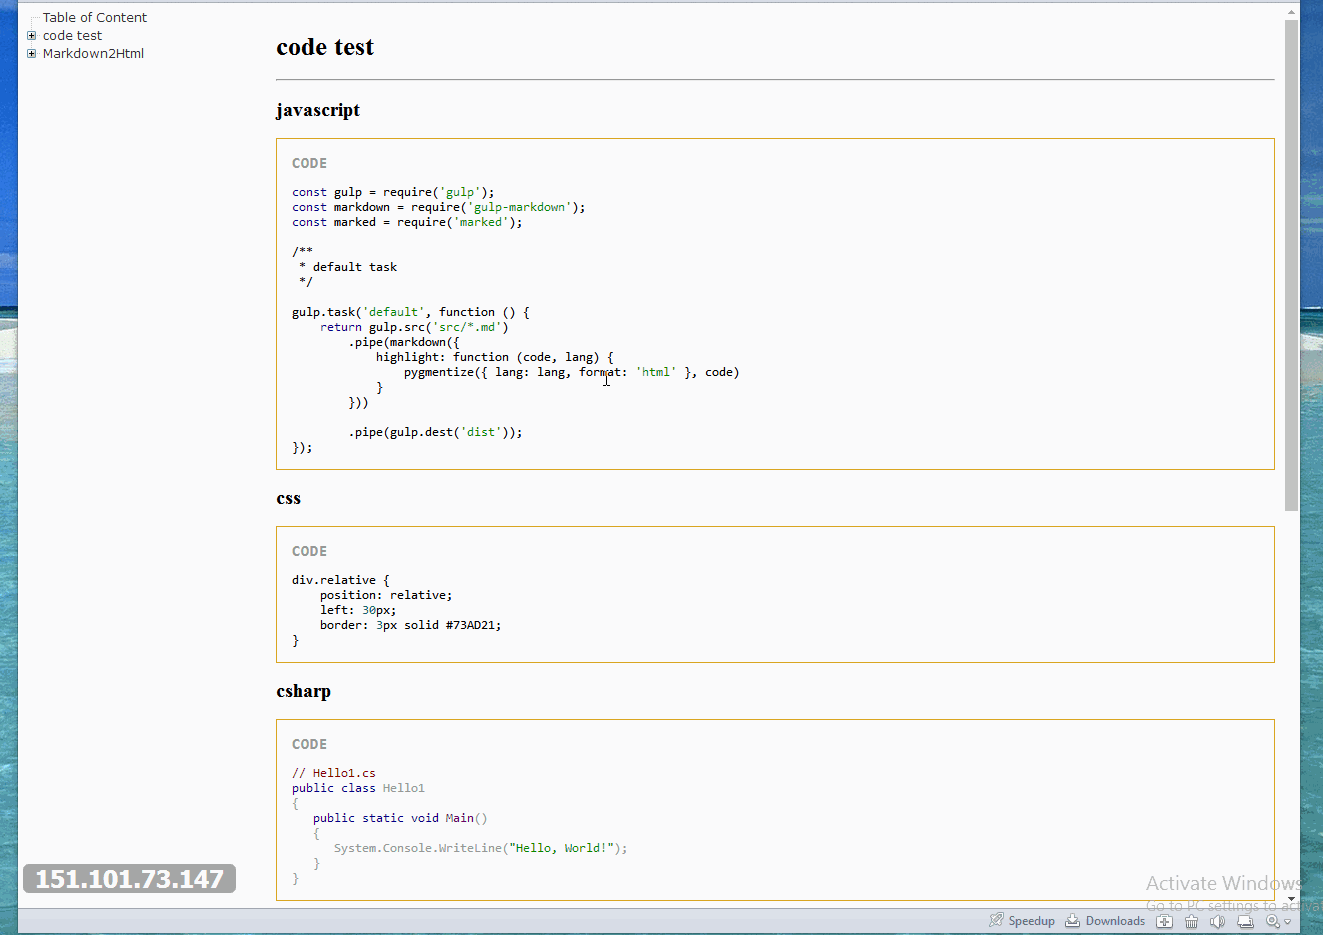 Table of Content
code test
Markdown2Html
code test
javascript
CODE
const gulp = require('gulp');
const markdown = require('gulp-markdown');
const marked = require('marked');
/**
 * default task
 */
gulp.task('default', function () {
    return gulp.src('src/*.md')
        .pipe(markdown({
            highlight: function (code, lang) {
                pygmentize({ lang: lang, format: 'html' }, code)
            }
        }))
        .pipe(gulp.dest('dist'));
});
css
CODE
div.relative {
    position: relative;
    left: 30px;
    border: 3px solid #73AD21;
}
csharp
CODE
// Hello1.cs
public class Hello1
{
   public static void Main()
   {
      System.Console.WriteLine("Hello, World!");
   }
}
151.101.73.147
Activate Windows
Go to PC settings to activa
Speedup Downloads